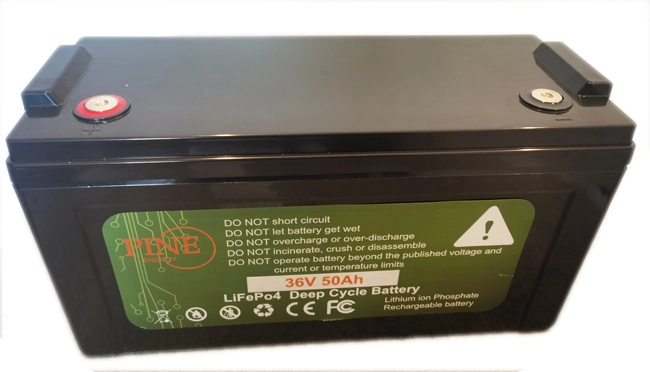 +
PINE
ENERGY
DO NOT short circuit
DO NOT let battery get wet
DO NOT overcharge or over-discharge
DO NOT incinerate, crush or disassemble
DO NOT operate battery beyond the published voltage and
current or temperature limits
36V 50Ah
LiFePo4 Deep Cycle Battery
Lithium ion Phosphate
Rechargeable battery
CE FC